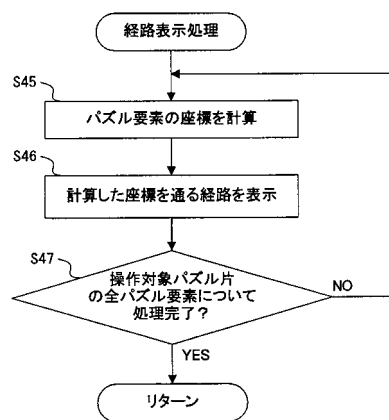 経路表示処理
S45
パズル要素の座標を計算
S46
計算した座標を通る経路を表示
S47
操作対象パズル片
の全パズル要素について
処理完了？
NO
YES
リターン